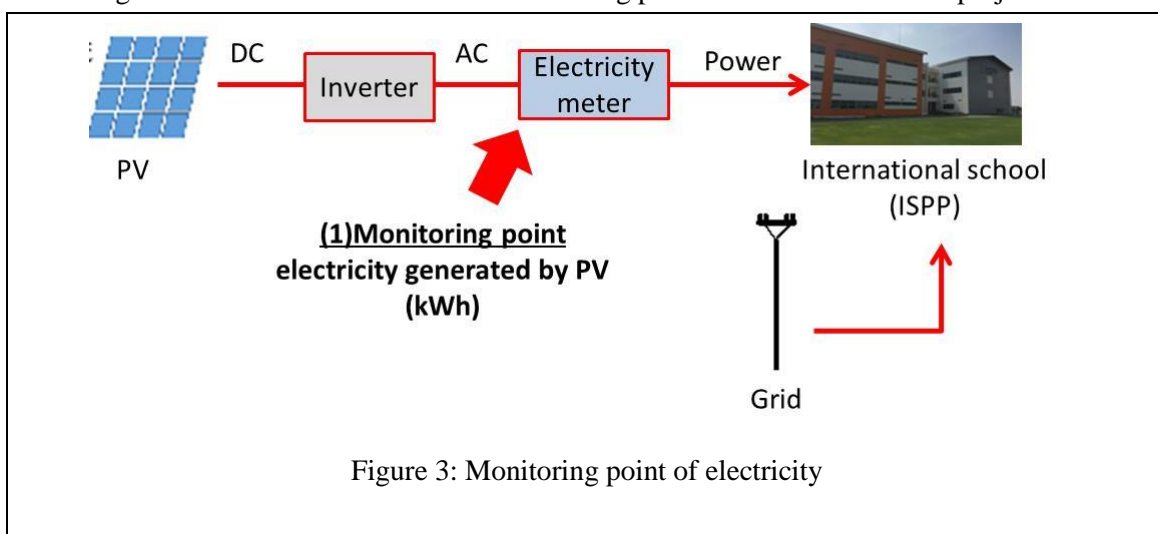 DC
AC
Inverter
Electricity
meter
Power
PV
International school
(ISPP)
(1)Monitoring point
electricity generated by PV
(kWh)
Grid
Figure 3: Monitoring point of electricity